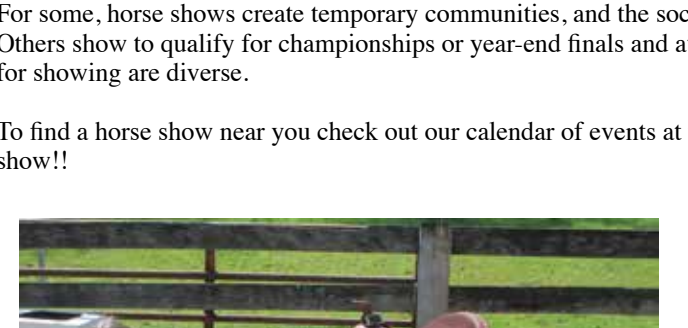 For some, horse shows create temporary communities, and the
Others show to qualify for championships or year-end finals and
for showing are diverse.
To find a horse show near you check out our calendar of events at
show!!